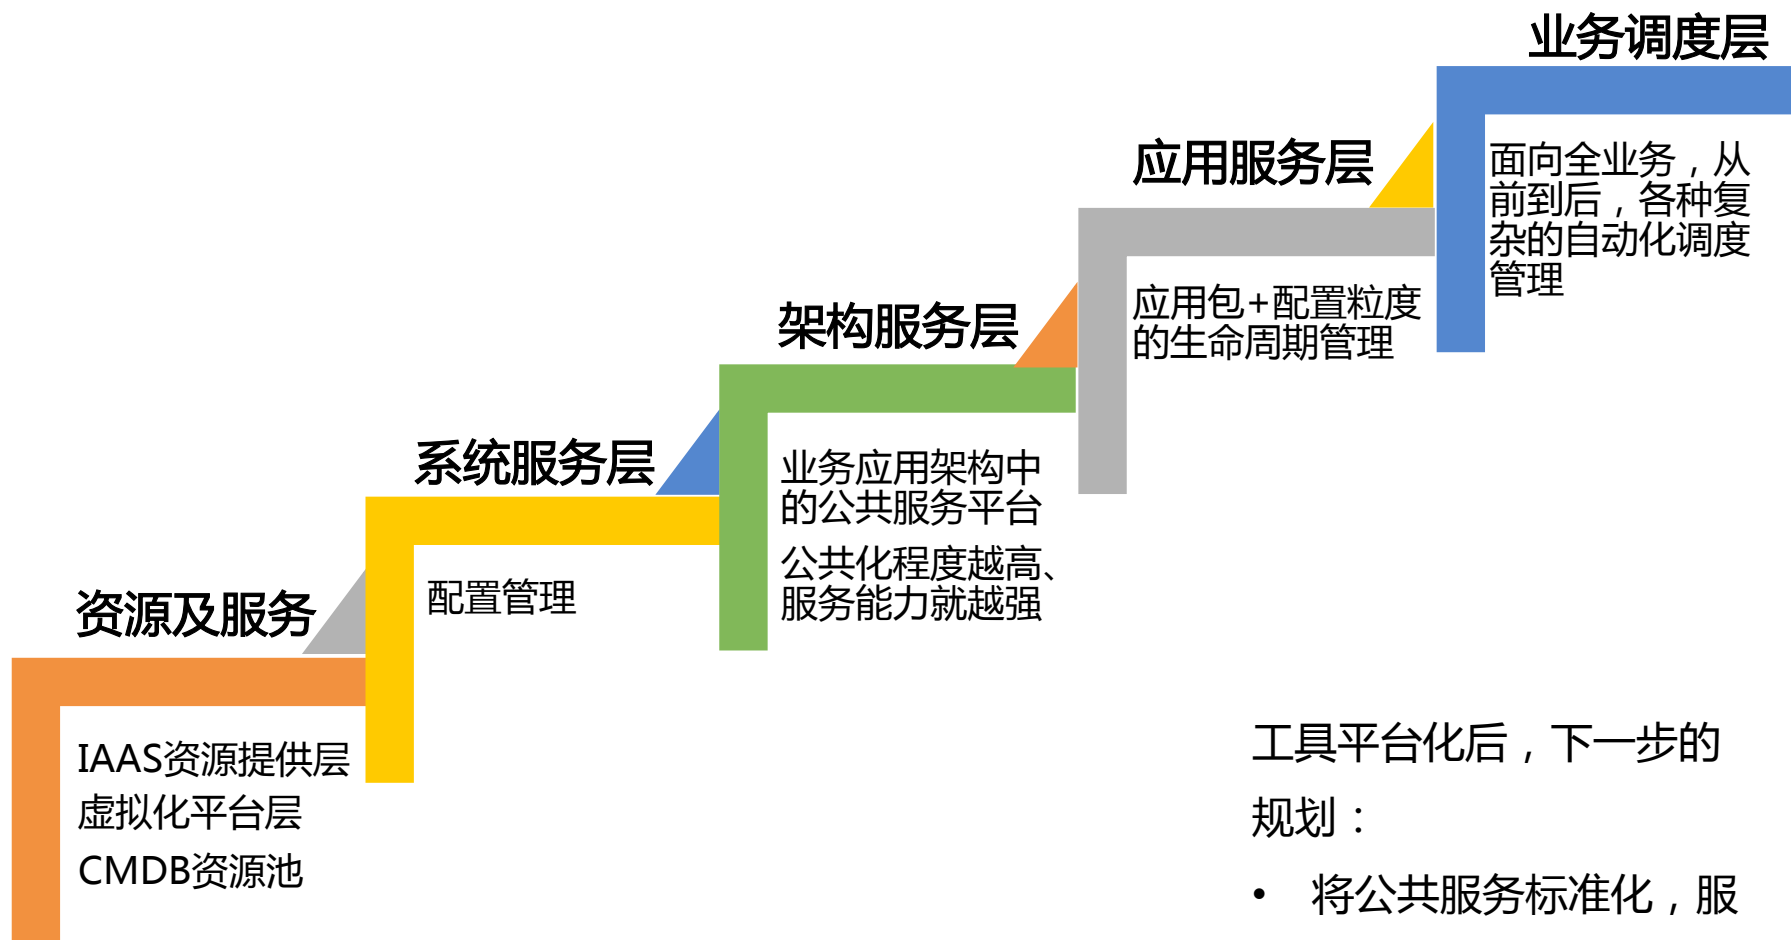 业务调度层
面向全业务，从
前到后，各种复
杂的自动化调度
管理
应用服务层
应用包+配置粒度
的生命周期管理
架构服务层
业务应用架构中
的公共服务平台
公共化程度越高、
服务能力就越强
系统服务层
配置管理
资源及服务
IAAS资源提供层
虚拟化平台层
CMDB资源池
工具平台化后，下一步的
规划：
• 将公共服务标准化，服